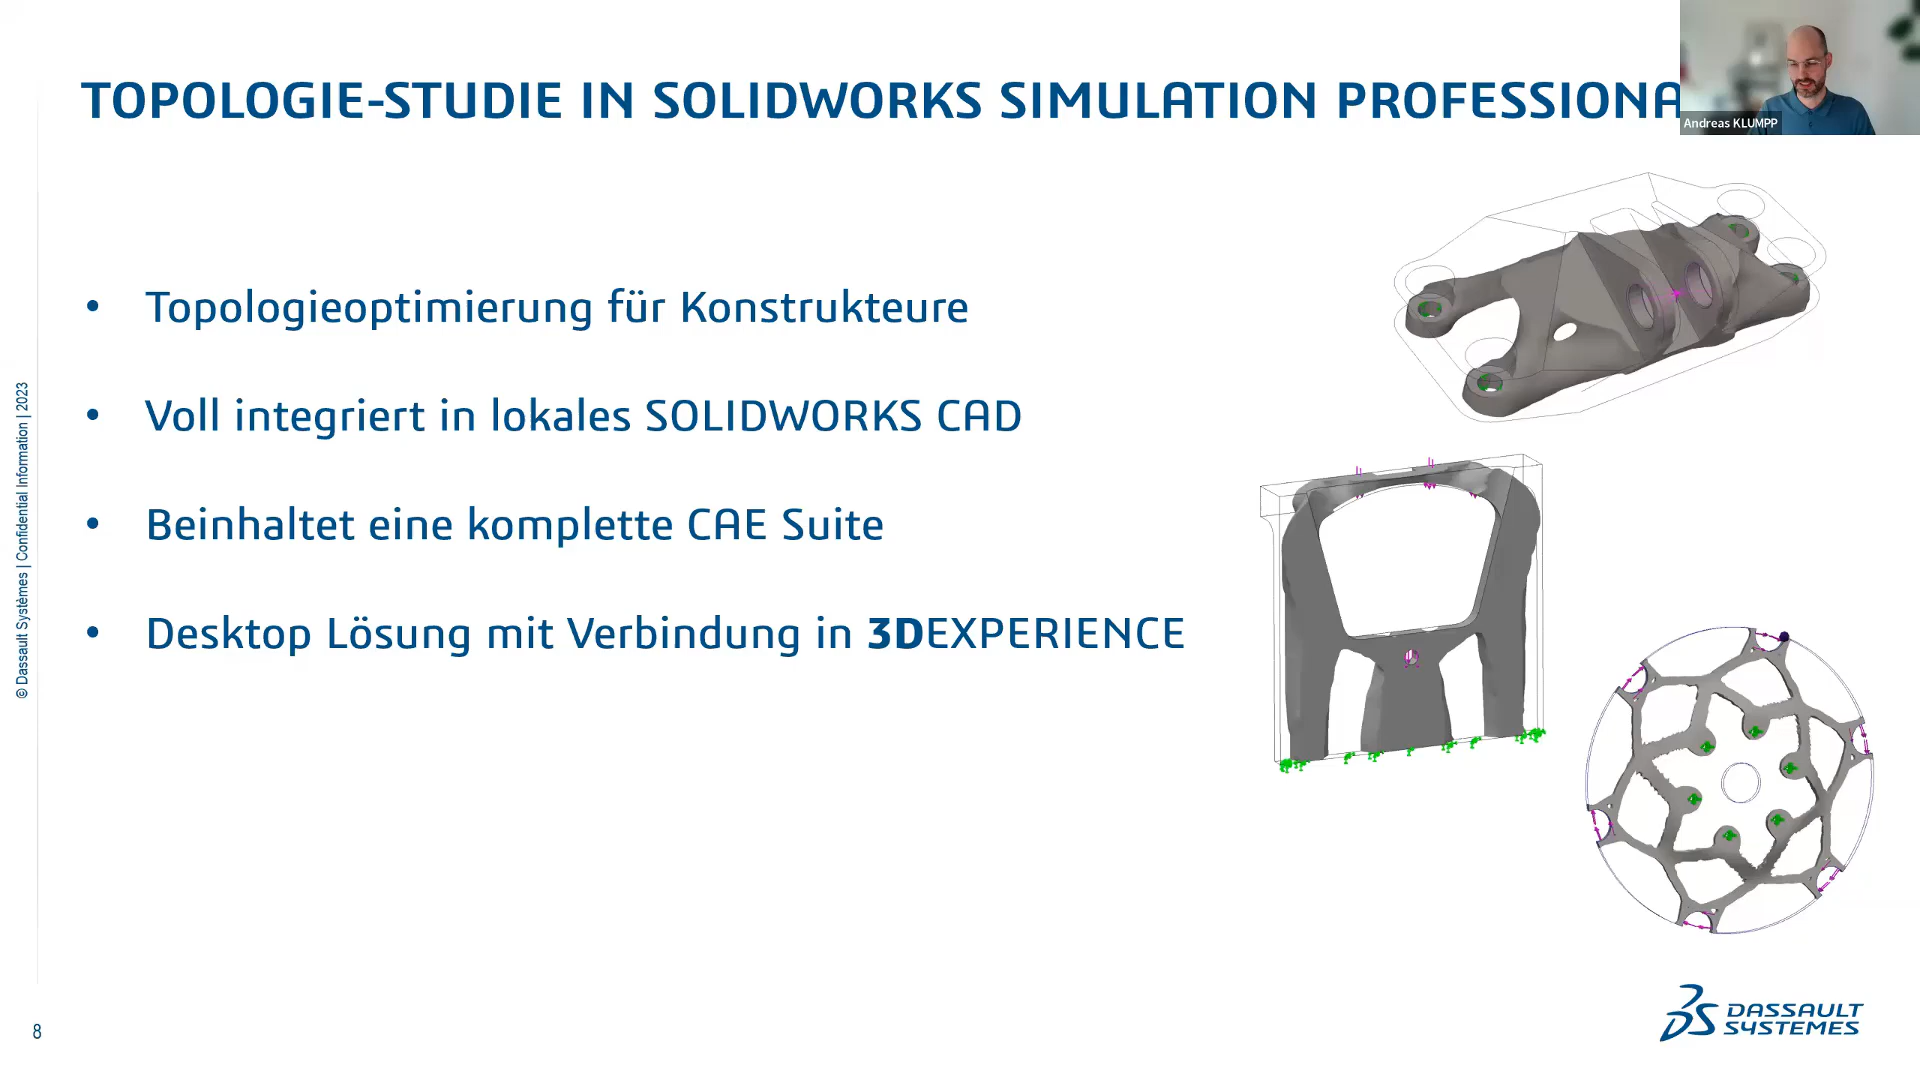 TOPOLOGIE-STUDIE IN SOLIDWORKS SIMULATION PROFESSIONA
Andreas KLUMPP
• Topologieoptimierung für Konstrukteure
• Voll integriert in lokales SOLIDWORKS CAD
• Beinhaltet eine komplette CAE Suite
• Desktop Lösung mit Verbindung in 3DEXPERIENCE
© Dassault Systèmes | Confidential Information | 2023
8
3DS DASSAULT
SYSTEMES